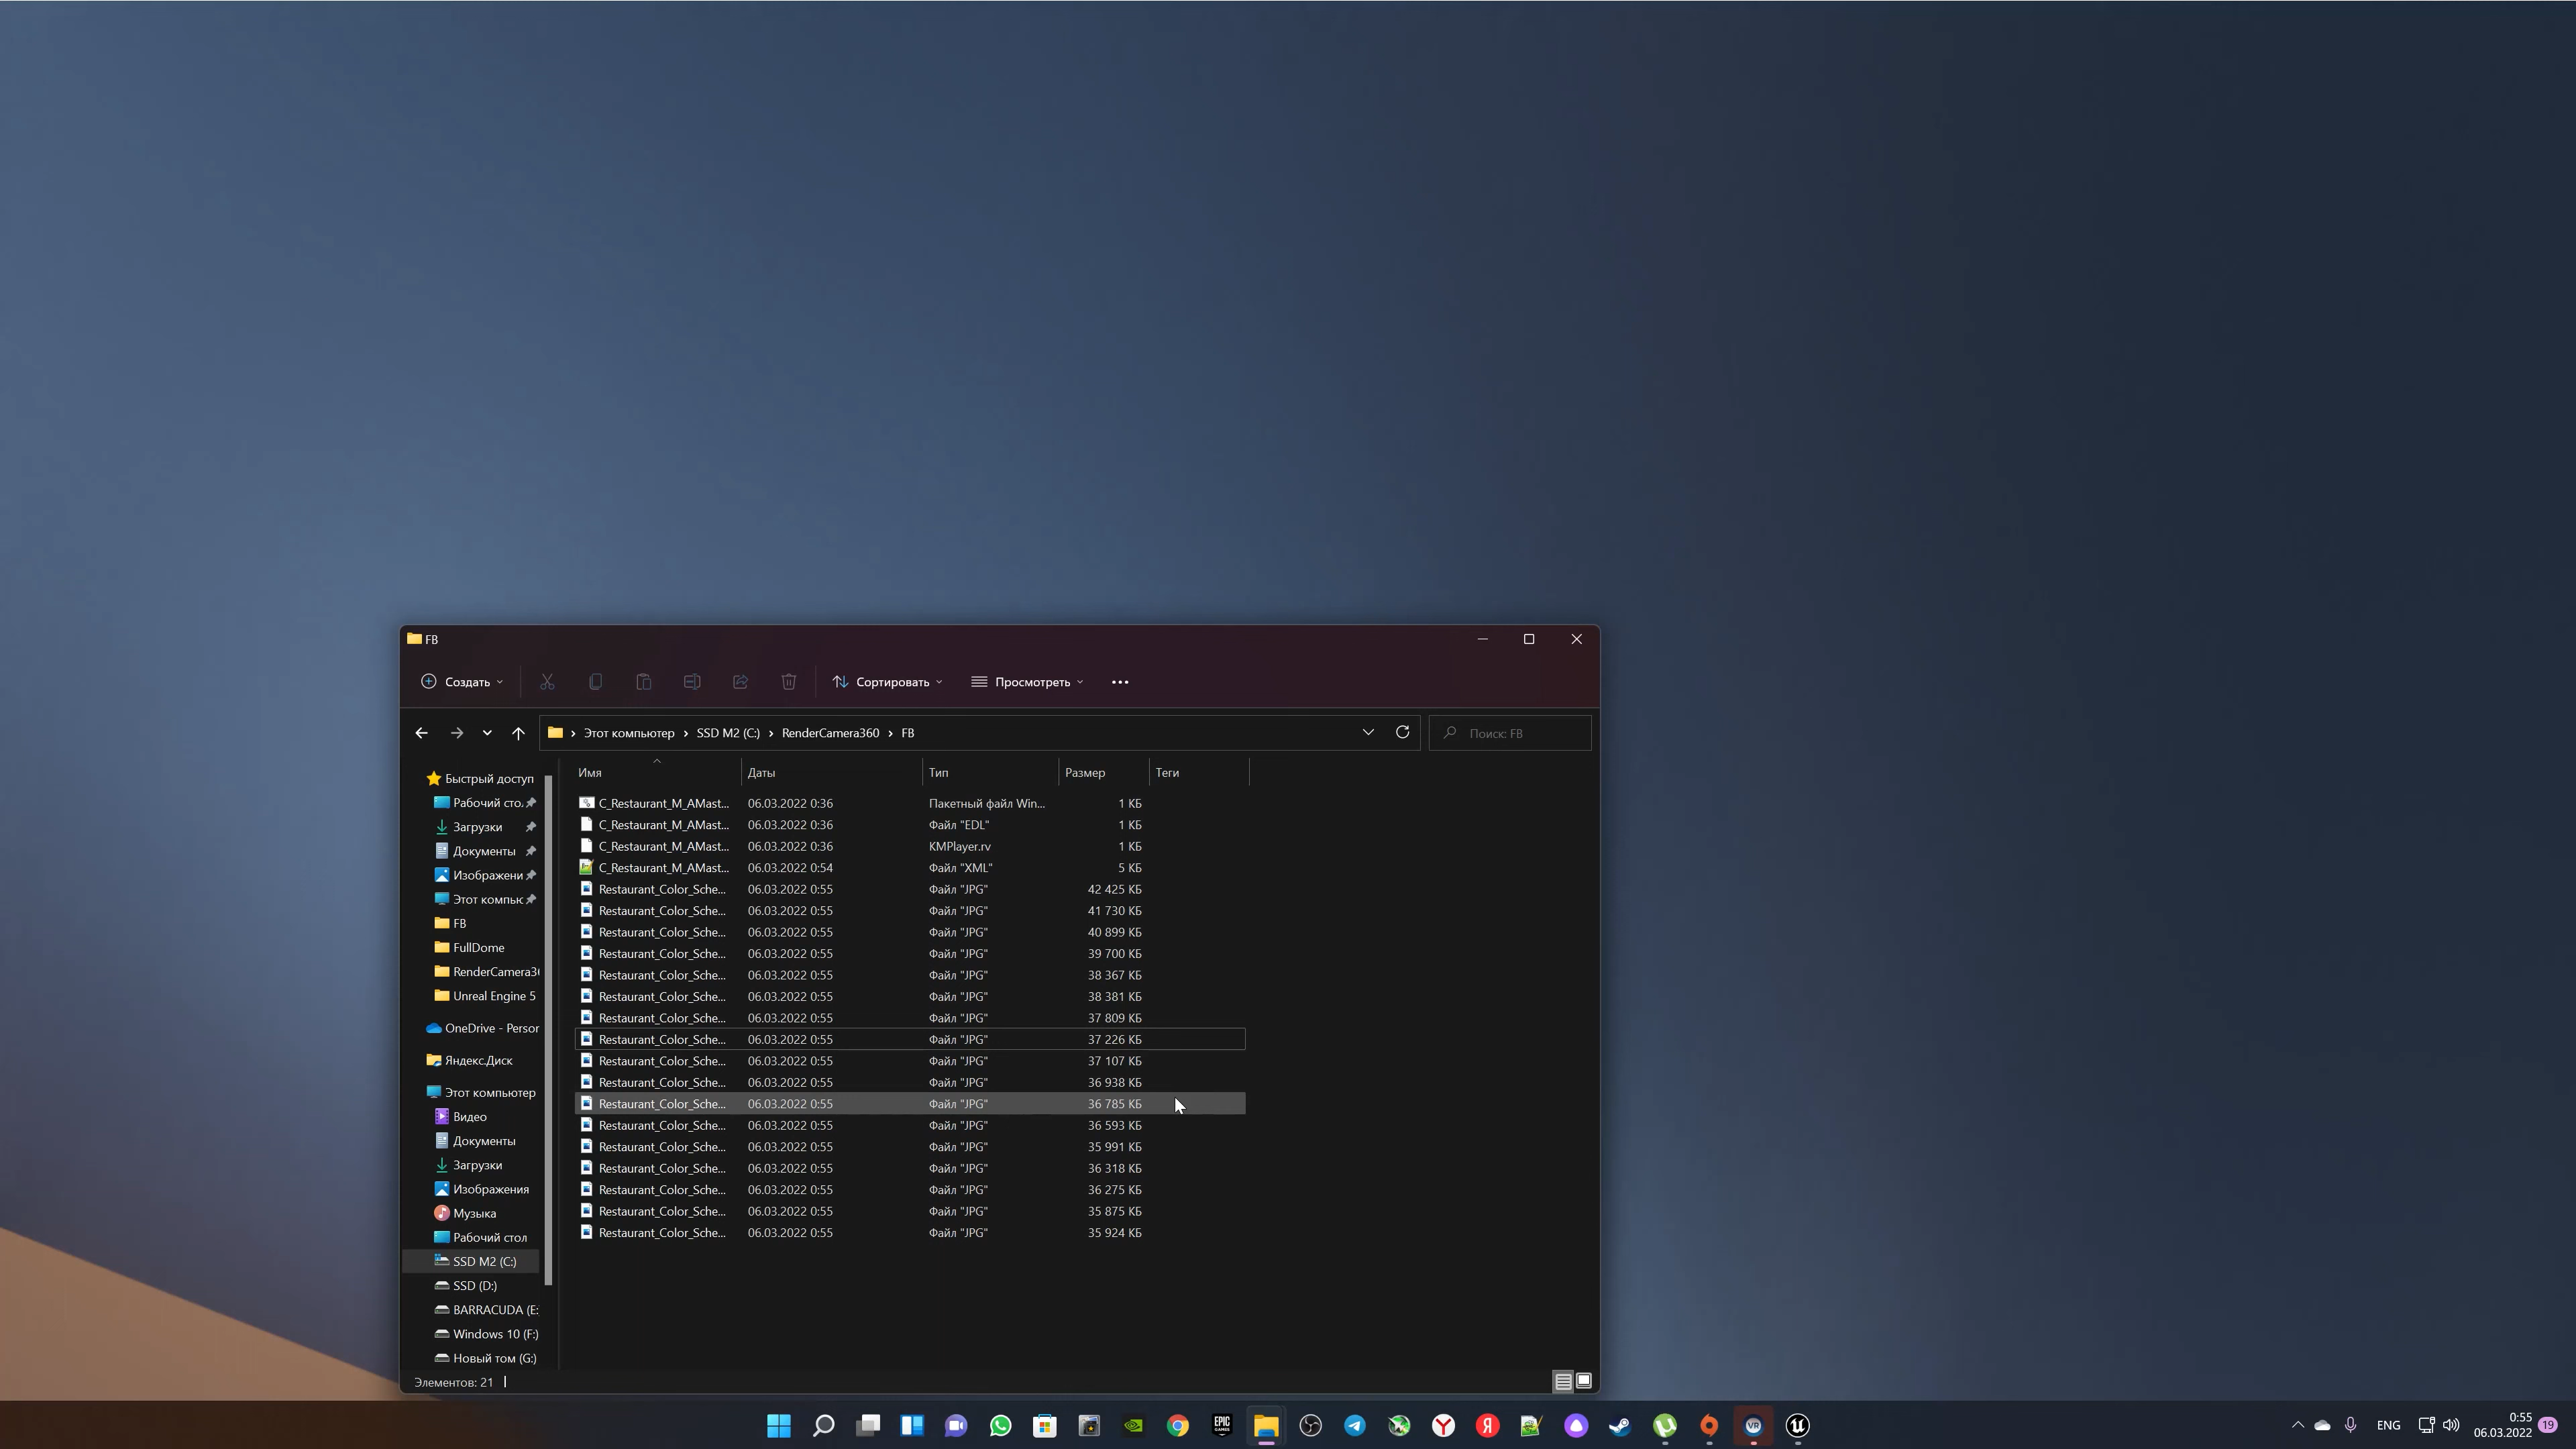 FB
Создать
Сортировать
Просмотреть
Этот компьютер
SSD M2 (C:)
RenderCamera360
FB
Поиск: FB
Имя Даты Тип Размер Теги
C_Restaurant_M_AMast... 06.03.2022 0:36 Пакетный файл Win... 1 КБ
C_Restaurant_M_AMast... 06.03.2022 0:36 Файл "EDL" 1 КБ
C_Restaurant_M_AMast... 06.03.2022 0:36 KMPlayer.rv 1 КБ
C_Restaurant_M_AMast... 06.03.2022 0:54 Файл "XML" 5 КБ
Restaurant_Color_Sche... 06.03.2022 0:55 Файл "JPG" 42 425 КБ
Restaurant_Color_Sche... 06.03.2022 0:55 Файл "JPG" 41 730 КБ
Restaurant_Color_Sche... 06.03.2022 0:55 Файл "JPG" 40 899 КБ
Restaurant_Color_Sche... 06.03.2022 0:55 Файл "JPG" 39 700 КБ
Restaurant_Color_Sche... 06.03.2022 0:55 Файл "JPG" 38 367 КБ
Restaurant_Color_Sche... 06.03.2022 0:55 Файл "JPG" 38 381 КБ
Restaurant_Color_Sche... 06.03.2022 0:55 Файл "JPG" 37 809 КБ
Restaurant_Color_Sche... 06.03.2022 0:55 Файл "JPG" 37 226 КБ
Restaurant_Color_Sche... 06.03.2022 0:55 Файл "JPG" 37 107 КБ
Restaurant_Color_Sche... 06.03.2022 0:55 Файл "JPG" 36 938 КБ
Restaurant_Color_Sche... 06.03.2022 0:55 Файл "JPG" 36 785 КБ
Restaurant_Color_Sche... 06.03.2022 0:55 Файл "JPG" 36 593 КБ
Restaurant_Color_Sche... 06.03.2022 0:55 Файл "JPG" 35 991 КБ
Restaurant_Color_Sche... 06.03.2022 0:55 Файл "JPG" 36 318 КБ
Restaurant_Color_Sche... 06.03.2022 0:55 Файл "JPG" 36 275 КБ
Restaurant_Color_Sche... 06.03.2022 0:55 Файл "JPG" 35 875 КБ
Restaurant_Color_Sche... 06.03.2022 0:55 Файл "JPG" 35 924 КБ
Быстрый доступ
Рабочий сто.
Загрузки
Документы
Изображени
Этот компьк
FB
FullDome
RenderCamera36
Unreal Engine 5
OneDrive - Person
Яндекс.Диск
Этот компьютер
Видео
Документы
Загрузки
Изображения
Музыка
Рабочий стол
SSD M2 (C:)
SSD (D:)
BARRACUDA (E:
Windows 10 (F:)
Новый том (G:)
Элементов: 21
EPIC GAMES
Я
VR
ENG
0:55
06.03.2022
19